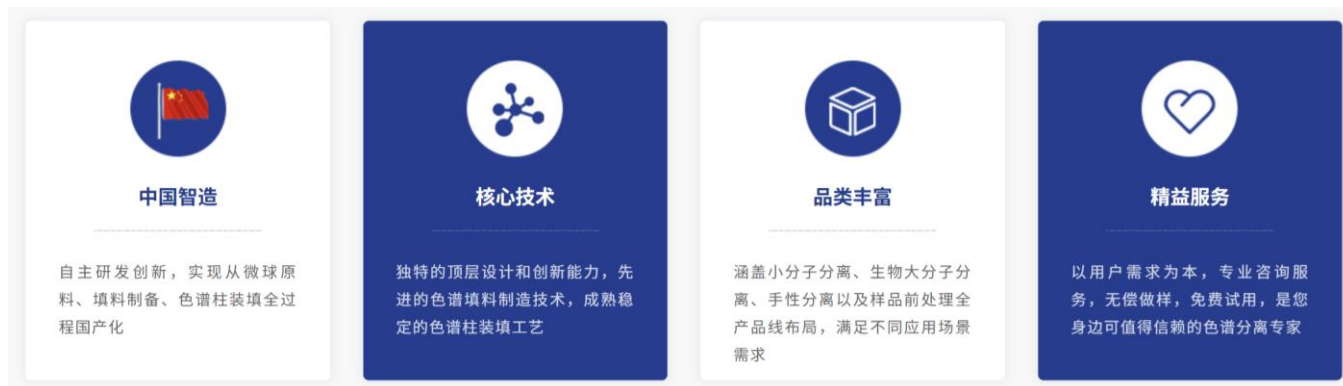 中国智造
自主研发创新，实现从微球原
料、填料制备、色谱柱装填全过
程国产化
核心技术
独特的顶层设计和创新能力，先
进的色谱填料制造技术，成熟稳
定的色谱柱装填工艺
品类丰富
涵盖小分子分离、生物大分子分
离、手性分离以及样品前处理全
产品线布局，满足不同应用场景
需求
精益服务
以用户需求为本，专业咨询服
务，无偿做样，免费试用，是您
身边可值得信赖的色谱分离专家